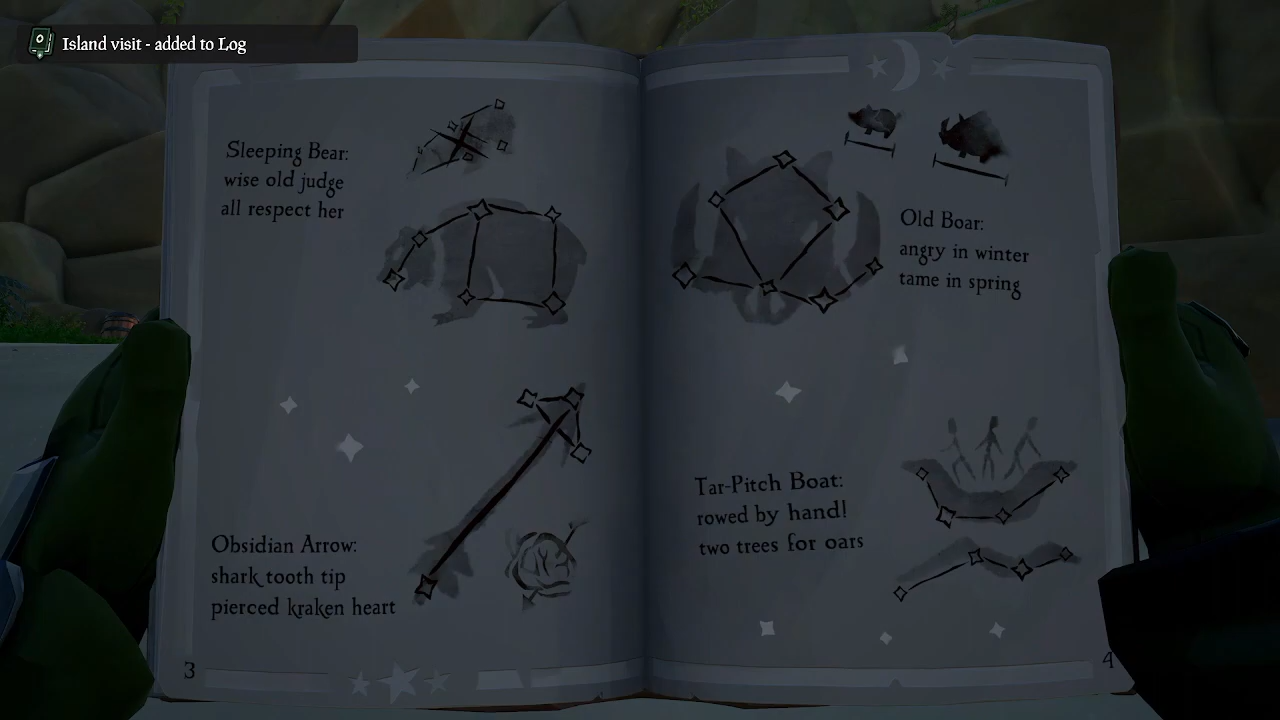 Island visit - added to Log
Sleeping Bear:
wise old judge
all respect her
Obsidian Arrow:
shark tooth tip
pierced kraken heart
3
Old Boar:
angry in winter
tame in spring
Tar-Pitch Boat:
rowed by hand!
two trees for oars
4